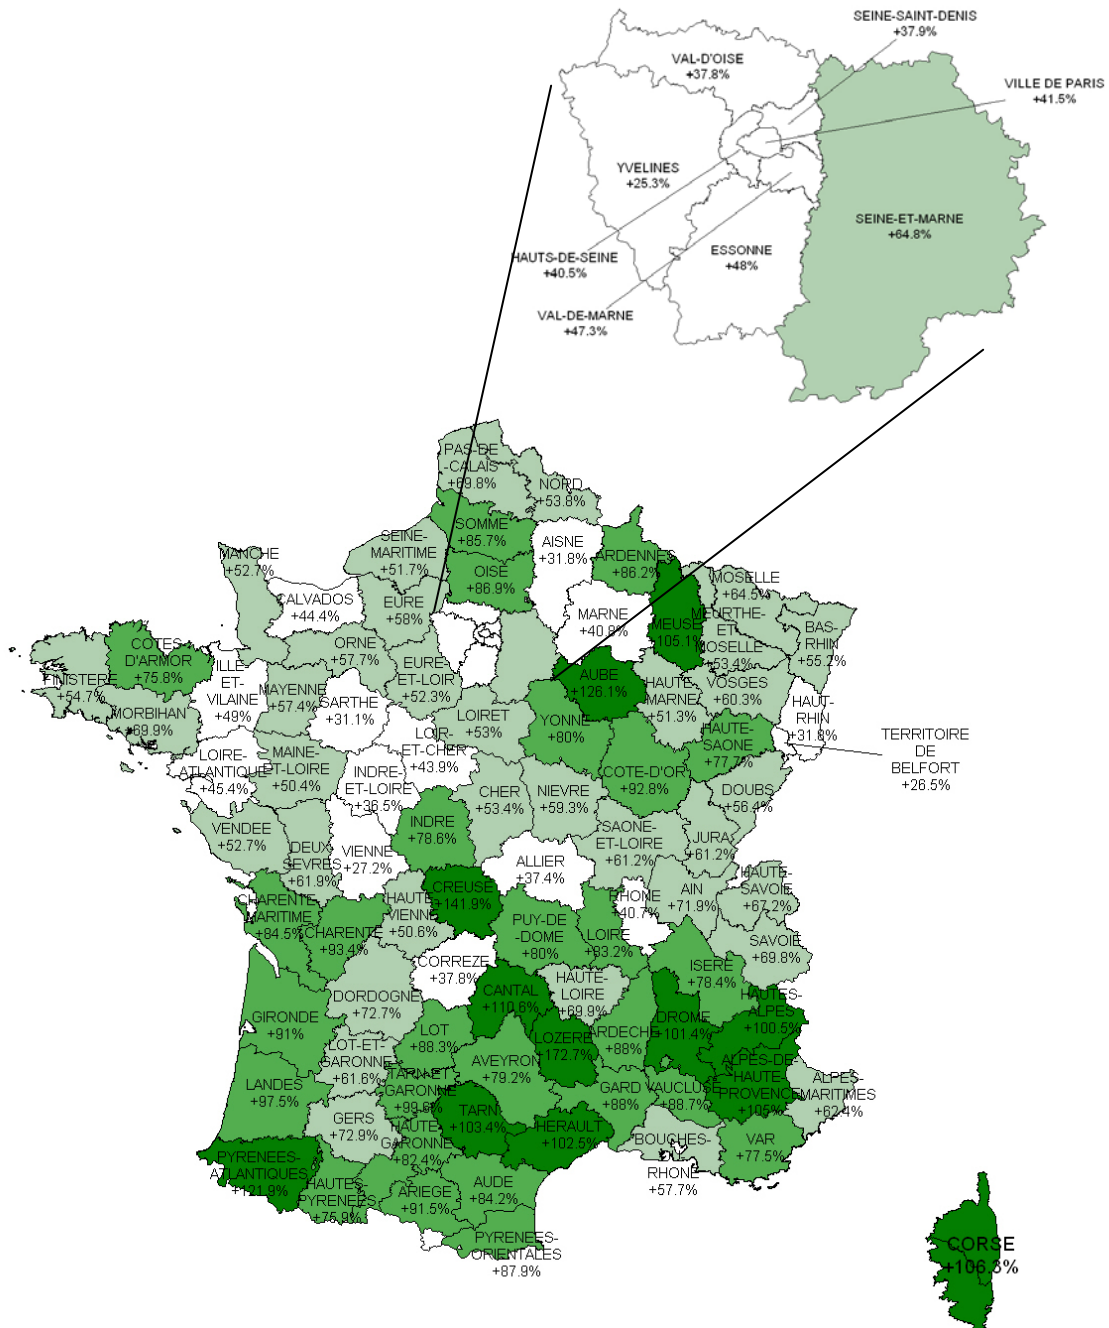 SEINE-SAINT-DENIS
+37.9%
VAL-D'OISE
+37.8%
VILLE DE PARIS
+41.5%
YVELINES
+25.3%
SEINE-ET-MARNE
+64.8%
ESSONNE
+48%
HAUTS-DE-SEINE
+40.5%
VAL-DE-MARNE
+47.3%
PAS-DE
-CALAIS
+69.8%
NORD
+53.8%
SOMME
+85.7%
SEINE-
MARITIME
+51.7%
AISNE
+31.8%
ARDENNES
+86.2%
OISE
+86.9%
MANCHE
+52.7%
CALVADOS
+44.4%
EURE
+58%
MARNE
+40.8%
MEUSE
+105.1%
MOSELLE
+64.5%
MEURTHE-
ET
MOSELLE
+53.4%
BAS-
RHIN
+55.2%
COTES-
D'ARMOR
+75.8%
FINISTERE
+54.7%
ILLE-
ET-
VILAINE
+49%
MORBIHAN
+69.9%
MAYENNE
+57.4%
ORNE
+57.7%
SARTHE
+31.1%
EURE-
ET-LOIR
+52.3%
LOIRET
+53%
YONNE
+80%
AUBE
+126.1%
HAUTE-
MARNE
+51.3%
VOSGES
+60.3%
HAUT-
RHIN
+31.8%
TERRITOIRE
DE
BELFORT
+26.5%
HAUTE-
SAONE
+77.7%
LOIRE-
ATLANTIQUE
+45.4%
MAINE-
ET-LOIRE
+50.4%
INDRE-
ET-LOIRE
+36.5%
LOIR-
ET-CHER
+43.9%
CHER
+53.4%
NIEVRE
+59.3%
COTE-D'OR
+92.8%
DOUBS
+56.4%
JURA
+61.2%
SAONE-
ET-LOIRE
+61.2%
VENDEE
+52.7%
DEUX
SEVRES
+61.9%
VIENNE
+27.2%
INDRE
+78.6%
ALLIER
+37.4%
CREUSE
+141.9%
HAUTE
VIENNE
+50.6%
CHARENTE-
MARITIME
+84.5%
CHARENTE
+93.4%
PUY-DE
-DOME
+80%
LOIRE
+83.2%
RHONE
+40.7%
AIN
+71.9%
HAUTE-
SAVOIE
+67.2%
SAVOIE
+69.8%
ISERE
+78.4%
CORREZE
+37.8%
DORDOGNE
+72.7%
CANTAL
+110.6%
HAUTE-
LOIRE
+69.9%
GIRONDE
+91%
LOT
+88.3%
LOZERE
+172.7%
ARDECHE
+88%
DROME
+101.4%
HAUTES-
ALPES
+100.5%
LOT-ET-
GARONNE
+61.6%
AVEYRON
+79.2%
TARN-ET-
GARONNE
LANDES
+97.5%
GERS
+72.9%
TARN
+103.4%
HAUTE
GARONNE
+82.4%
HERAULT
+102.5%
GARD
+88%
VAUCLUSE
+88.7%
ALPES-DE-
HAUTE-
PROVENCE
+105%
ALPES-
MARITIMES
+62.4%
BOUCHES-
DU-
RHONE
+57.7%
VAR
+77.5%
PYRENEES-
ATLANTIQUES
+121.9%
HAUTES-
PYRENEES
+75.9%
ARIEGE
+91.5%
AUDE
+84.2%
PYRENEES-
ORIENTALES
+87.9%
CORSE
+106.3%